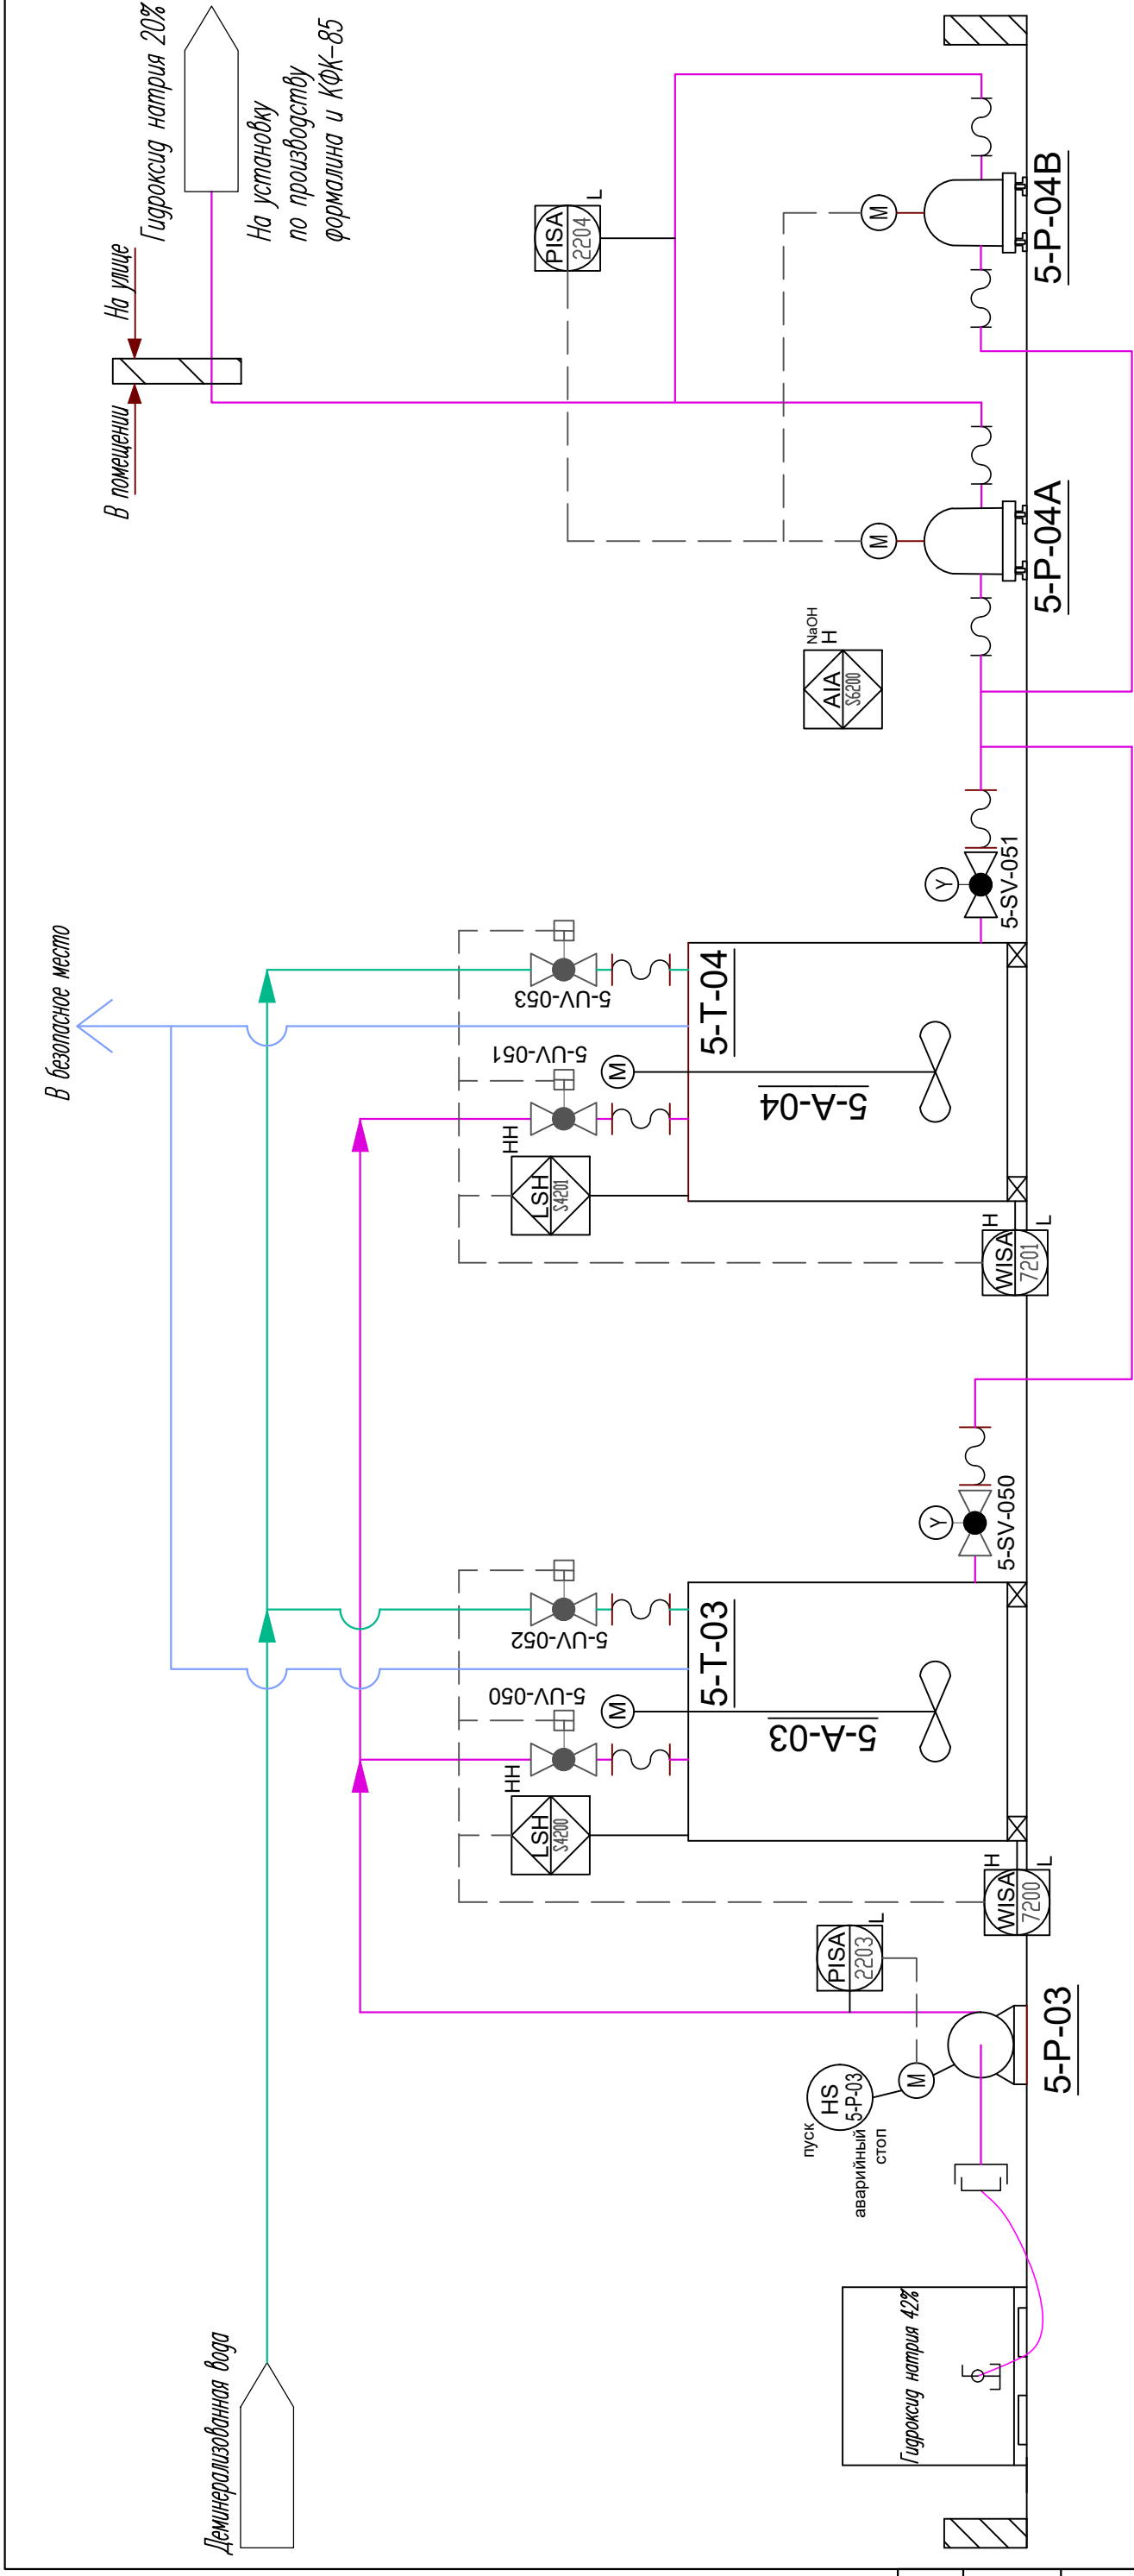 Гидроксид натрия 20%
На установку
по производству
формалина и КФК-85
На улице
В помещении
В безопасное место
Деминерализованная вода
PISA
2204
L
M
M
5-P-04A
5-P-04B
NaOH
H
AIA
S6200
Y
5-SV-051
5-UV-053
5-UV-051
HH
LSH
S4201
M
5-T-04
5-A-04
H
WISA
7201
L
Y
5-SV-050
5-UV-052
5-UV-050
HH
LSH
S4200
M
5-T-03
5-A-03
H
WISA
7200
L
PISA
2203
L
пуск
HS
5-P-03
аварийный
стоп
M
5-P-03
Гидроксид натрия 42%